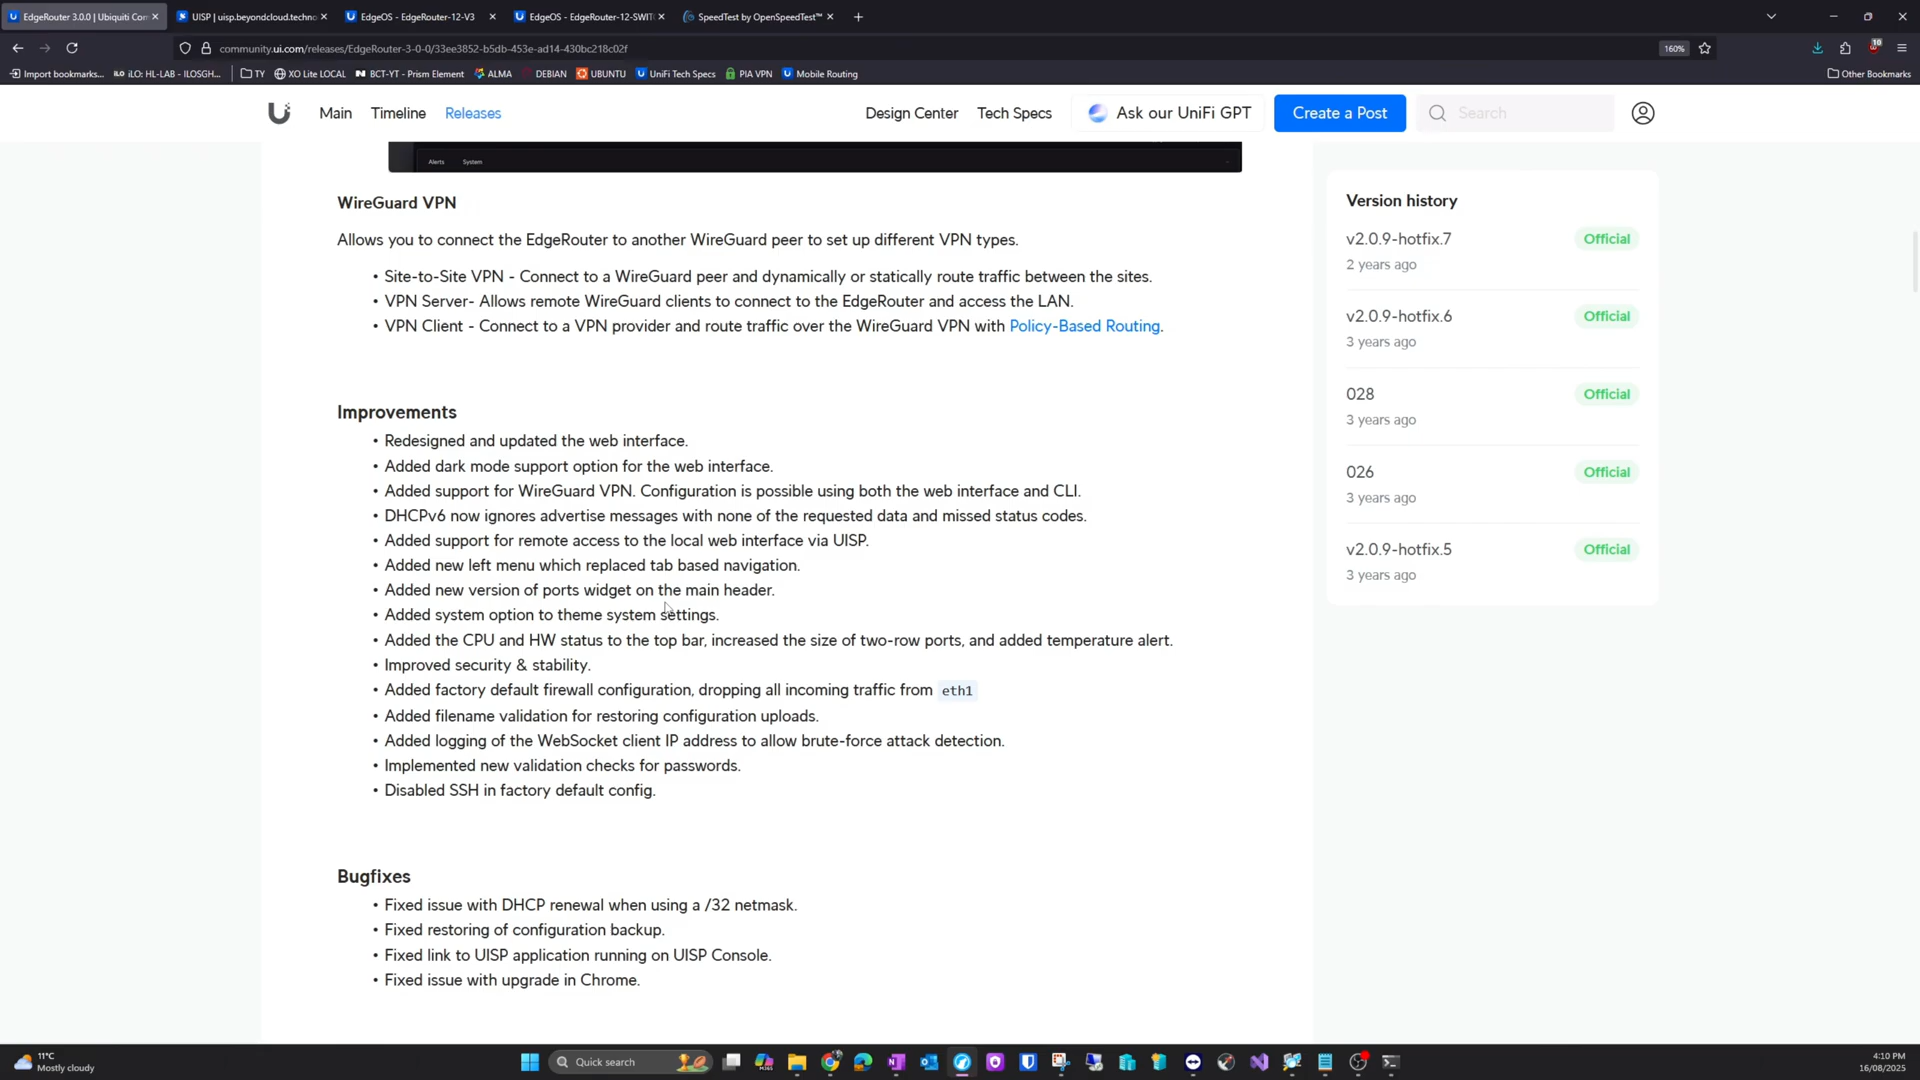 EdgeRouter 3.0.0 | Ubiquiti Com
UISP | uisp.beyondcloud.techno
EdgeOS - EdgeRouter-12-V3
EdgeOS - EdgeRouter-12-SWITC
SpeedTest by OpenSpeedTest™
community.ui.com/releases/EdgeRouter-3-0-0/33ee3852-b5db-453e-ad14-430bc218c02f
160%
10
Import bookmarks...
iLO: HL-LAB - ILOSGH...
TY
XO Lite LOCAL
BCT-YT - Prism Element
ALMA
DEBIAN
UBUNTU
UniFi Tech Specs
PIA VPN
Mobile Routing
Other Bookmarks
Main
Timeline
Releases
Design Center
Tech Specs
Ask our UniFi GPT
Create a Post
Search
Alerts System
WireGuard VPN
Allows you to connect the EdgeRouter to another WireGuard peer to set up different VPN types.
• Site-to-Site VPN - Connect to a WireGuard peer and dynamically or statically route traffic between the sites.
• VPN Server- Allows remote WireGuard clients to connect to the EdgeRouter and access the LAN.
• VPN Client - Connect to a VPN provider and route traffic over the WireGuard VPN with Policy-Based Routing.
Improvements
• Redesigned and updated the web interface.
• Added dark mode support option for the web interface.
• Added support for WireGuard VPN. Configuration is possible using both the web interface and CLI.
• DHCPv6 now ignores advertise messages with none of the requested data and missed status codes.
• Added support for remote access to the local web interface via UISP.
• Added new left menu which replaced tab based navigation.
• Added new version of ports widget on the main header.
• Added system option to theme system settings.
• Added the CPU and HW status to the top bar, increased the size of two-row ports, and added temperature alert.
• Improved security & stability.
• Added factory default firewall configuration, dropping all incoming traffic from eth1
• Added filename validation for restoring configuration uploads.
• Added logging of the WebSocket client IP address to allow brute-force attack detection.
• Implemented new validation checks for passwords.
• Disabled SSH in factory default config.
Bugfixes
• Fixed issue with DHCP renewal when using a /32 netmask.
• Fixed restoring of configuration backup.
• Fixed link to UISP application running on UISP Console.
• Fixed issue with upgrade in Chrome.
Version history
v2.0.9-hotfix.7 Official
2 years ago
v2.0.9-hotfix.6 Official
3 years ago
028 Official
3 years ago
026 Official
3 years ago
v2.0.9-hotfix.5 Official
3 years ago
11°C
Mostly cloudy
Quick search
4:10 PM
16/08/2025